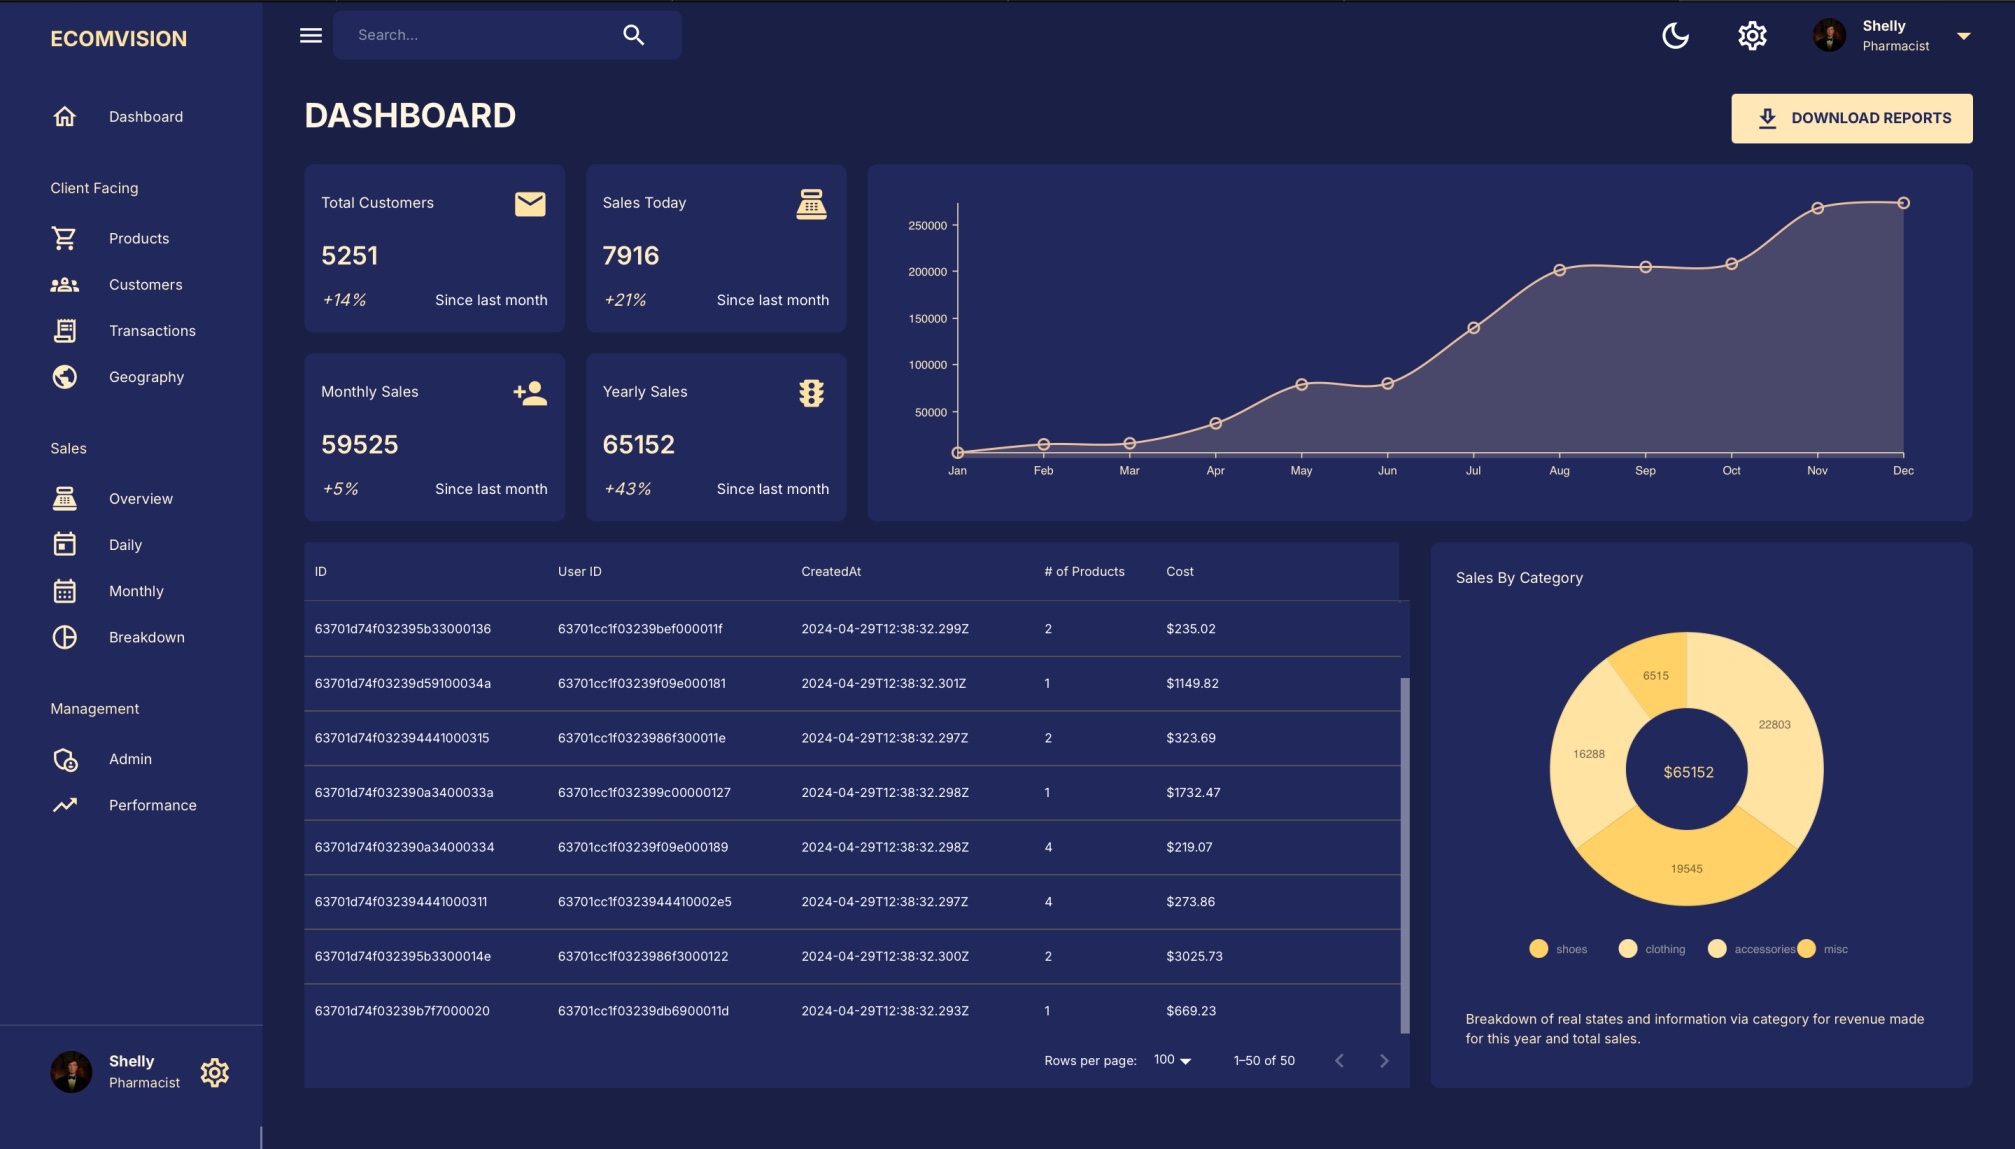 ECOMVISION
Dashboard
Client Facing
Products
Customers
Transactions
Geography
Sales
Overview
Daily
Monthly
Breakdown
Management
Admin
Performance
Shelly
Pharmacist
Search...
Shelly
Pharmacist
DASHBOARD
DOWNLOAD REPORTS
Total Customers
5251
+14% Since last month
Sales Today
7916
+21% Since last month
Monthly Sales
59525
+5% Since last month
Yearly Sales
65152
+43% Since last month
250000
200000
150000
100000
50000
Jan Feb Mar Apr May Jun Jul Aug Sep Oct Nov Dec
ID User ID CreatedAt # of Products Cost
63701d74f032395b33000136 63701cc1f03239bef000011f 2024-04-29T12:38:32.299Z 2 $235.02
63701d74f03239d59100034a 63701cc1f03239f09e000181 2024-04-29T12:38:32.301Z 1 $1149.82
63701d74f032394441000315 63701cc1f0323986f300011e 2024-04-29T12:38:32.297Z 2 $323.69
63701d74f032390a3400033a 63701cc1f032399c00000127 2024-04-29T12:38:32.298Z 1 $1732.47
63701d74f032390a34000334 63701cc1f03239f09e000189 2024-04-29T12:38:32.298Z 4 $219.07
63701d74f032394441000311 63701cc1f0323944410002e5 2024-04-29T12:38:32.297Z 4 $273.86
63701d74f032395b3300014e 63701cc1f0323986f3000122 2024-04-29T12:38:32.300Z 2 $3025.73
63701d74f03239b7f7000020 63701cc1f03239db6900011d 2024-04-29T12:38:32.293Z 1 $669.23
Rows per page: 100 1–50 of 50
Sales By Category
6515
22803
16288
$65152
19545
shoes clothing accessories misc
Breakdown of real states and information via category for revenue made
for this year and total sales.